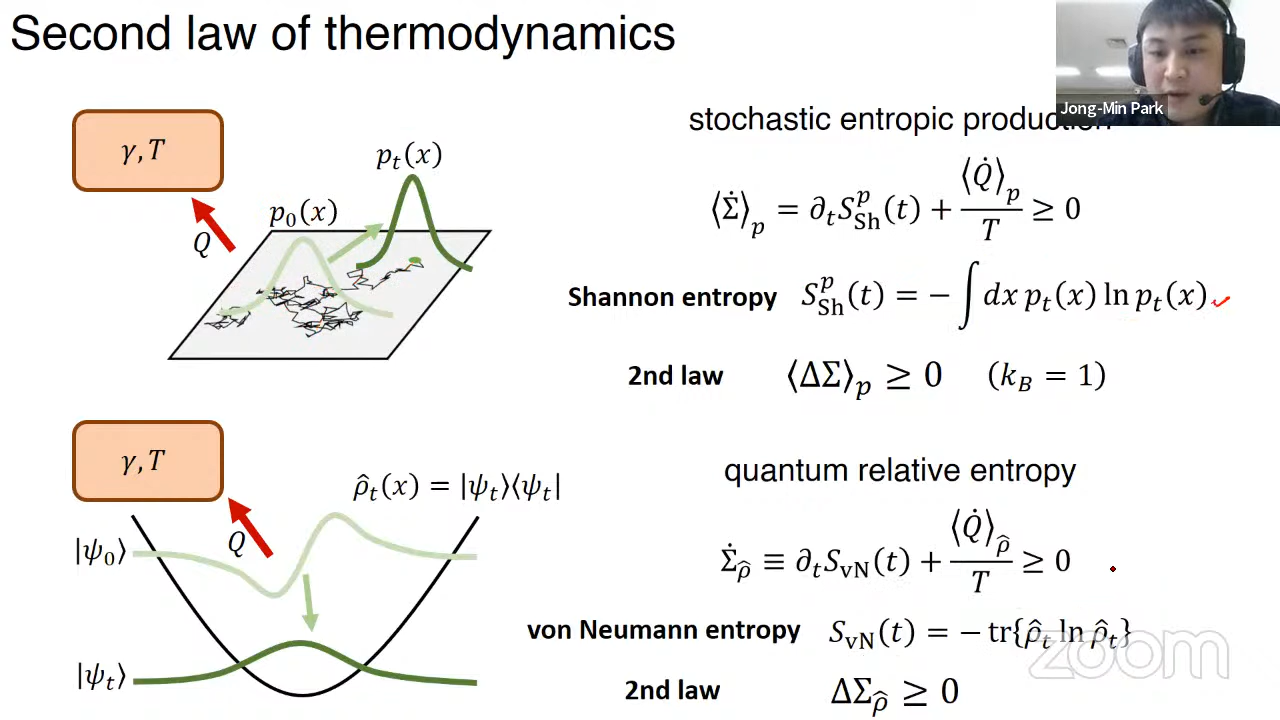 Second law of thermodynamics
Jong-Min Park
γ, T
p_t(x)
p_0(x)
Q
stochastic entropic production
⟨Σ̇⟩_p = ∂_t S_Sh^p(t) + ⟨Q̇⟩_p / T ≥ 0
Shannon entropy S_Sh^p(t) = − ∫ dx p_t(x) ln p_t(x)
2nd law ⟨ΔΣ⟩_p ≥ 0 (k_B = 1)
γ, T
ρ̂_t(x) = |ψ_t⟩⟨ψ_t|
Q
|ψ_0⟩
|ψ_t⟩
quantum relative entropy
Σ̇_ρ̂ ≡ ∂_t S_vN(t) + ⟨Q̇⟩_ρ̂ / T ≥ 0
von Neumann entropy S_vN(t) = − tr{ρ̂_t ln ρ̂_t}
zoom
2nd law ΔΣ_ρ̂ ≥ 0